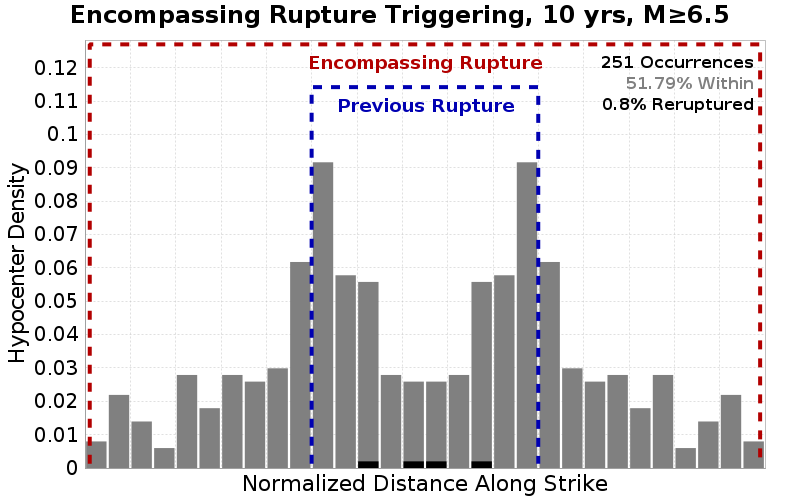 Encompassing Rupture Triggering, 10 yrs, M≥6.5
Encompassing Rupture
251 Occurrences
51.79% Within
0.8% Reruptured
Previous Rupture
Hypocenter Density
0.12
0.11
0.1
0.09
0.08
0.07
0.06
0.05
0.04
0.03
0.02
0.01
0
Normalized Distance Along Strike